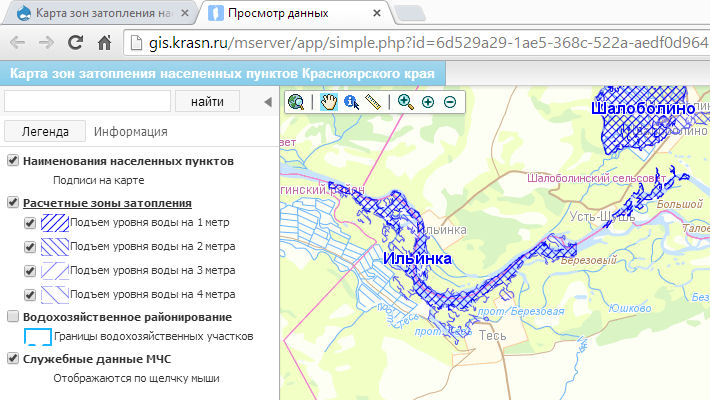 Карта зон затопления на
Просмотр данных
gis.krasn.ru/mserver/app/simple.php?id=6d529a29-1ae5-368c-522a-aedf0d964
Карта зон затопления населенных пунктов Красноярского края
найти
Легенда Информация
Наименования населенных пунктов
Подписи на карте
Расчетные зоны затопления
Подъем уровня воды на 1 метр
Подъем уровня воды на 2 метра
Подъем уровня воды на 3 метра
Подъем уровня воды на 4 метра
Водохозяйственное районирование
Границы водохозяйственных участков
Служебные данные МЧС
Отображаются по щелчку мыши
Шалоболино
Шалоболинский сельсовет
гинский район
Усть-Шушь
Большой
Ильинка
Ильинка
Березовый
Юшково
прот. Березовая
Тесь